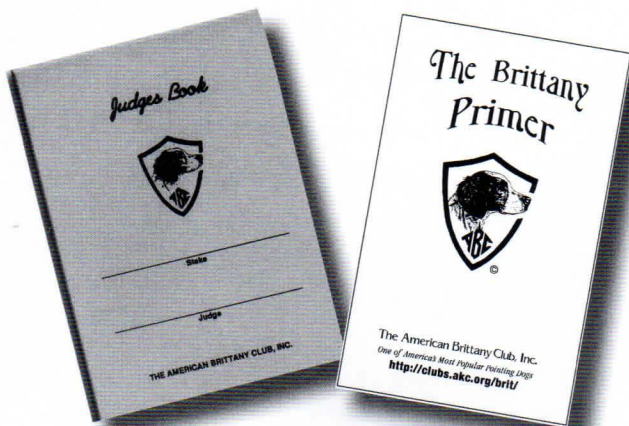 Judges Book
Stake
Judge
THE AMERICAN BRITTANY CLUB, INC.
The Brittany
Primer
ABC
©
The American Brittany Club, Inc.
One of America's Most Popular Pointing Dogs
http://clubs.akc.org/brit/